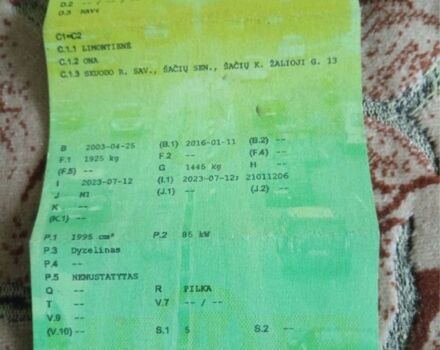 D.2 -- / -- / --
D.3 NAVY
C1=C2
C.1.1 LIMONTIENĖ
C.1.2 ONA
C.1.3 SKUODO R. SAV., ŠAČIŲ SEN., ŠAČIŲ K. ŽALIOJI G. 13
B 2003-04-25 (B.1) 2016-01-11 (B.2) --
F.1 1925 kg F.2 -- (F.4) --
(F.5) -- G 1445 kg H --
I 2023-07-12 (I.1) 2023-07-12; 21011206
J M1 (J.1) -- (J.2) --
K --
(K.1) --
P.1 1995 cm³ P.2 85 kW
P.3 Dyzelinas
P.4 --
P.5 NENUSTATYTAS
Q -- R PILKA
T -- V.7 -- / --
V.9 --
(V.10) -- S.1 5 S.2 --